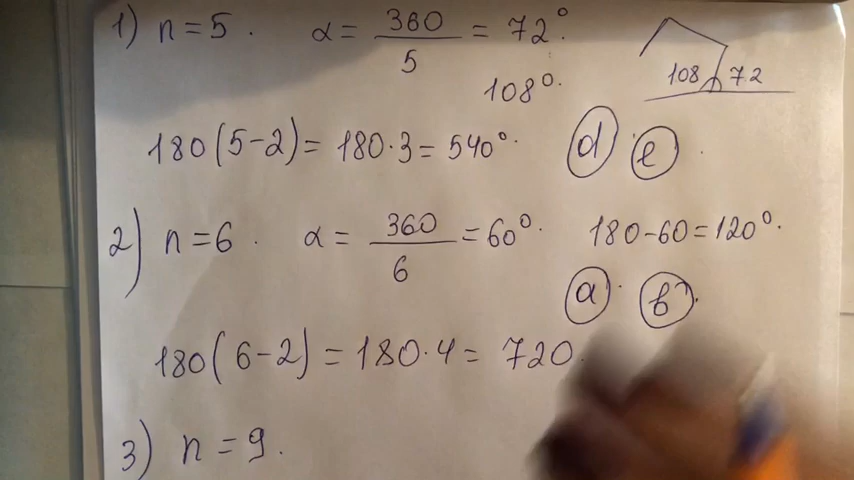 1) n = 5. α = 360/5 = 72°.
108°.
108 72
180(5-2) = 180·3 = 540°. d e.
2) n = 6. α = 360/6 = 60°. 180-60 = 120°.
a. b.
180(6-2) = 180·4 = 720.
3) n = 9.